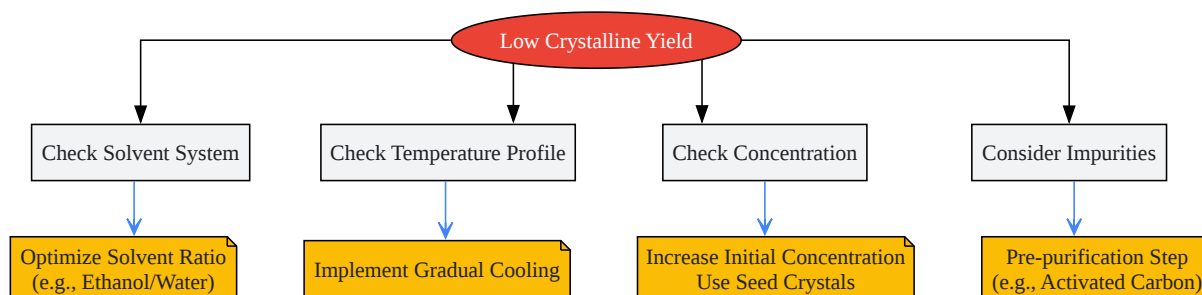 Low Crystalline Yield
Check Solvent System
Check Temperature Profile
Check Concentration
Consider Impurities
Optimize Solvent Ratio
(e.g., Ethanol/Water)
Implement Gradual Cooling
Increase Initial Concentration
Use Seed Crystals
Pre-purification Step
(e.g., Activated Carbon)